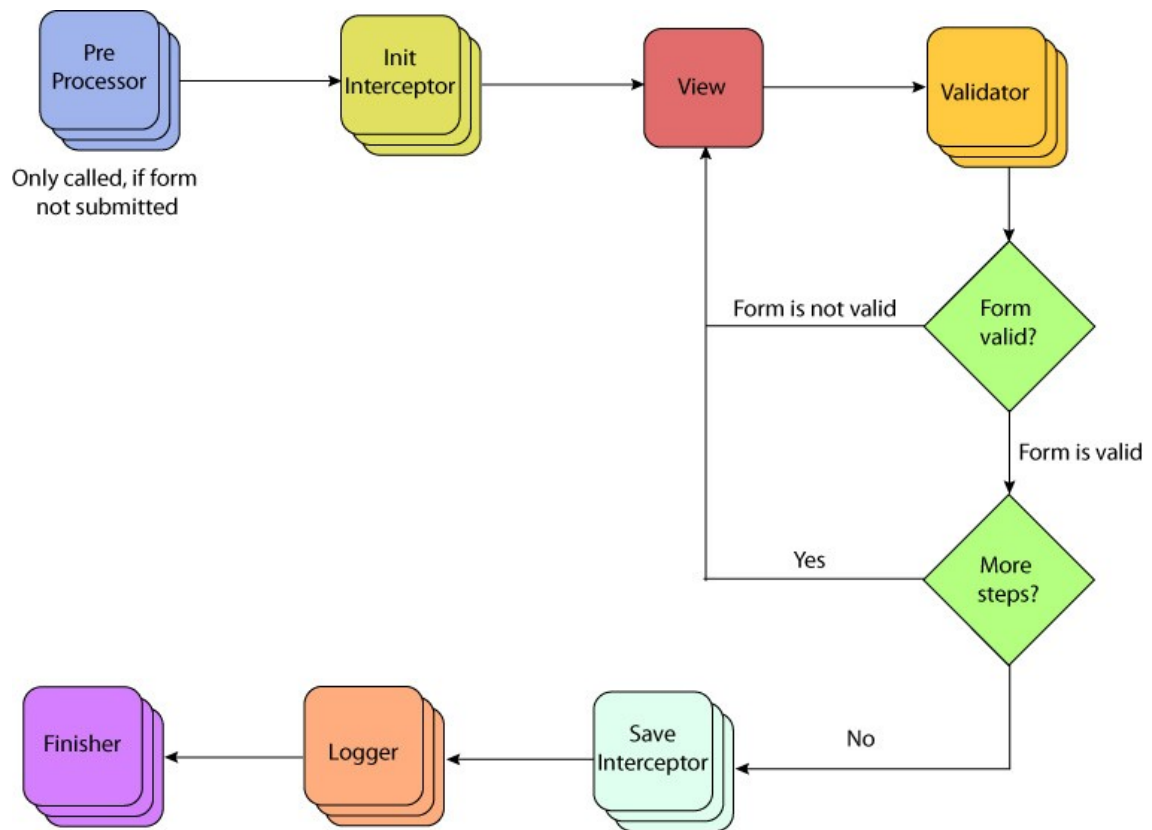 Pre
Processor
Init
Interceptor
View
Validator
Only called, if form
not submitted
Form is not valid
Form
valid?
Form is valid
Yes
More
steps?
Finisher
Logger
Save
Interceptor
No